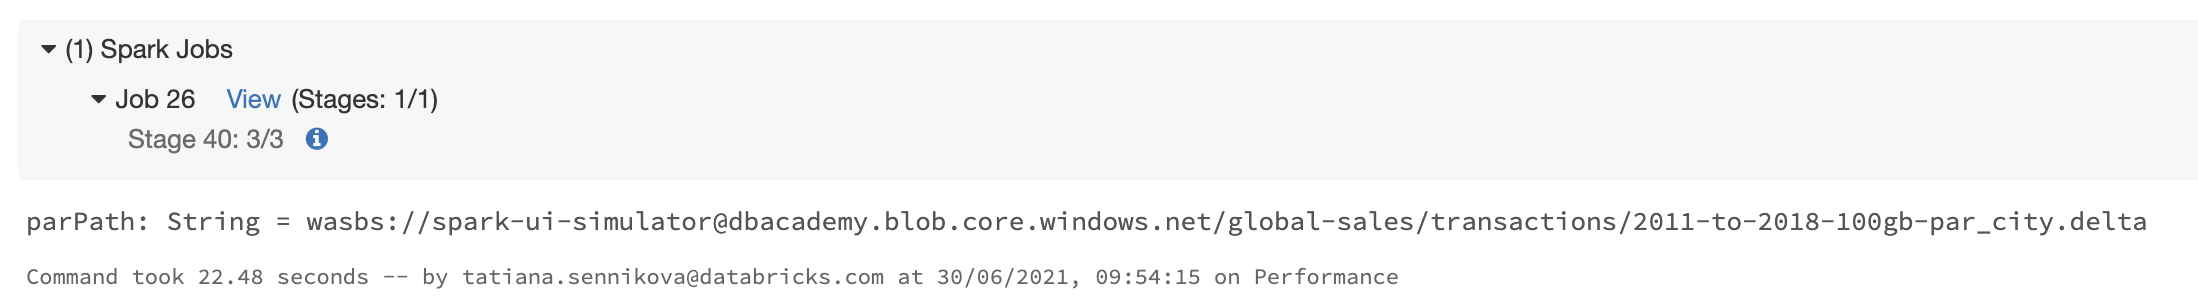 (1) Spark Jobs
Job 26 View (Stages: 1/1)
Stage 40: 3/3
parPath: String = wasbs://spark-ui-simulator@dbacademy.blob.core.windows.net/global-sales/transactions/2011-to-2018-100gb-par_city.delta
Command took 22.48 seconds -- by tatiana.sennikova@databricks.com at 30/06/2021, 09:54:15 on Performance